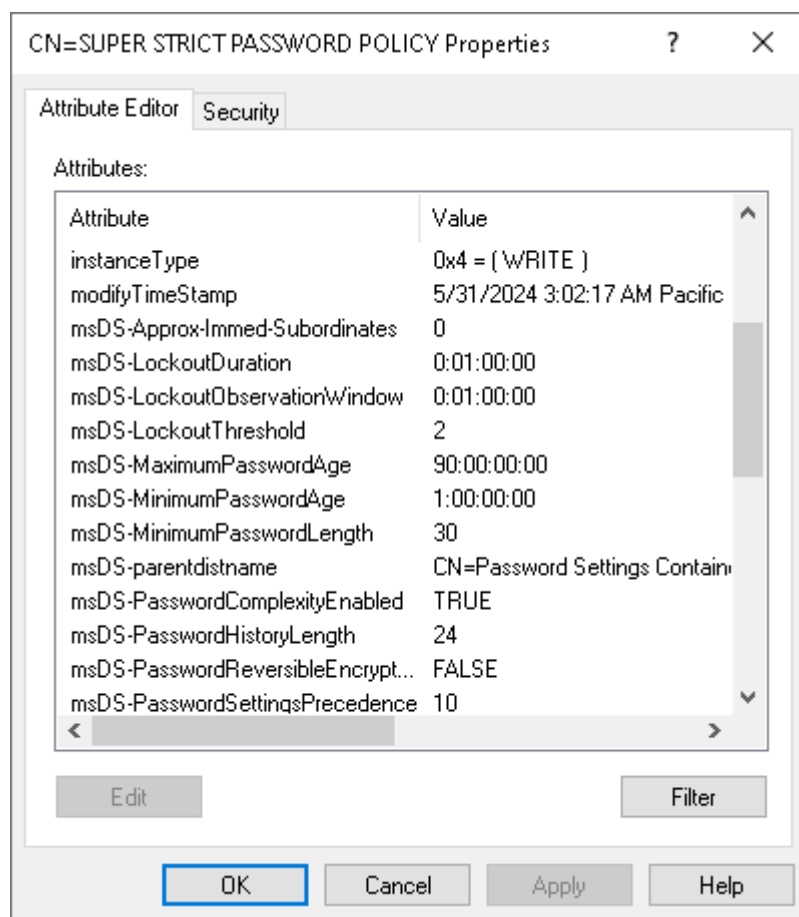 CN=SUPER STRICT PASSWORD POLICY Properties ? X
Attribute Editor Security
Attributes:
Attribute Value
instanceType 0x4 = ( WRITE )
modifyTimeStamp 5/31/2024 3:02:17 AM Pacific
msDS-Approx-Immed-Subordinates 0
msDS-LockoutDuration 0:01:00:00
msDS-LockoutObservationWindow 0:01:00:00
msDS-LockoutThreshold 2
msDS-MaximumPasswordAge 90:00:00:00
msDS-MinimumPasswordAge 1:00:00:00
msDS-MinimumPasswordLength 30
msDS-parentdistname CN=Password Settings Contain
msDS-PasswordComplexityEnabled TRUE
msDS-PasswordHistoryLength 24
msDS-PasswordReversibleEncrypt... FALSE
msDS-PasswordSettingsPrecedence 10
Edit Filter
OK Cancel Apply Help